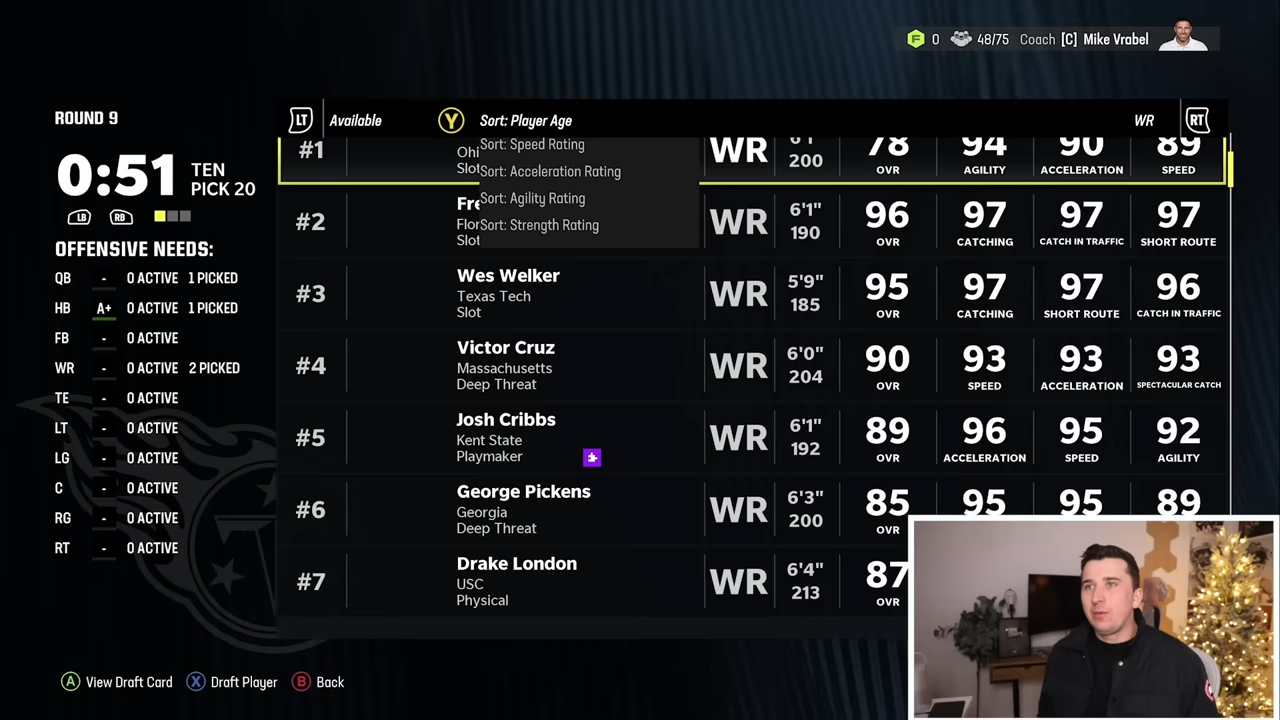 0 48/75 Coach [C] Mike Vrabel
ROUND 9
0:51 TEN
PICK 20
LB RB
OFFENSIVE NEEDS:
QB - 0 ACTIVE 1 PICKED
HB A+ 0 ACTIVE 1 PICKED
FB - 0 ACTIVE
WR - 0 ACTIVE 2 PICKED
TE - 0 ACTIVE
LT - 0 ACTIVE
LG - 0 ACTIVE
C - 0 ACTIVE
RG - 0 ACTIVE
RT - 0 ACTIVE
LT Available Y Sort: Player Age WR RT
Sort: Speed Rating
Sort: Acceleration Rating
Sort: Agility Rating
Sort: Strength Rating
#1 Ohi WR 6'1" 78 94 90 89
Slot 200 OVR AGILITY ACCELERATION SPEED
#2 Fre WR 6'1" 96 97 97 97
Flor 190 OVR CATCHING CATCH IN TRAFFIC SHORT ROUTE
Slot
#3 Wes Welker WR 5'9" 95 97 97 96
Texas Tech 185 OVR CATCHING SHORT ROUTE CATCH IN TRAFFIC
Slot
#4 Victor Cruz WR 6'0" 90 93 93 93
Massachusetts 204 OVR SPEED ACCELERATION SPECTACULAR CATCH
Deep Threat
#5 Josh Cribbs WR 6'1" 89 96 95 92
Kent State 192 OVR ACCELERATION SPEED AGILITY
Playmaker
#6 George Pickens WR 6'3" 85 95 95 89
Georgia 200 OVR
Deep Threat
#7 Drake London WR 6'4" 87
USC 213 OVR
Physical
A View Draft Card X Draft Player B Back